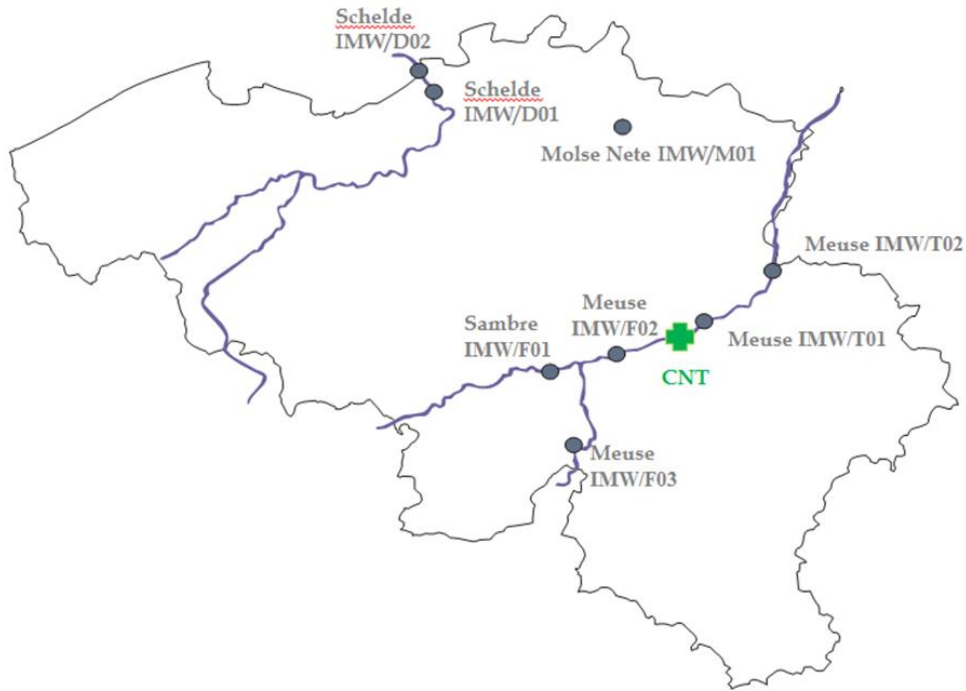 Schelde
IMW/D02
Schelde
IMW/D01
Molse Nete IMW/M01
Meuse IMW/T02
Meuse
IMW/F02
Sambre
IMW/F01
Meuse IMW/T01
CNT
Meuse
IMW/F03